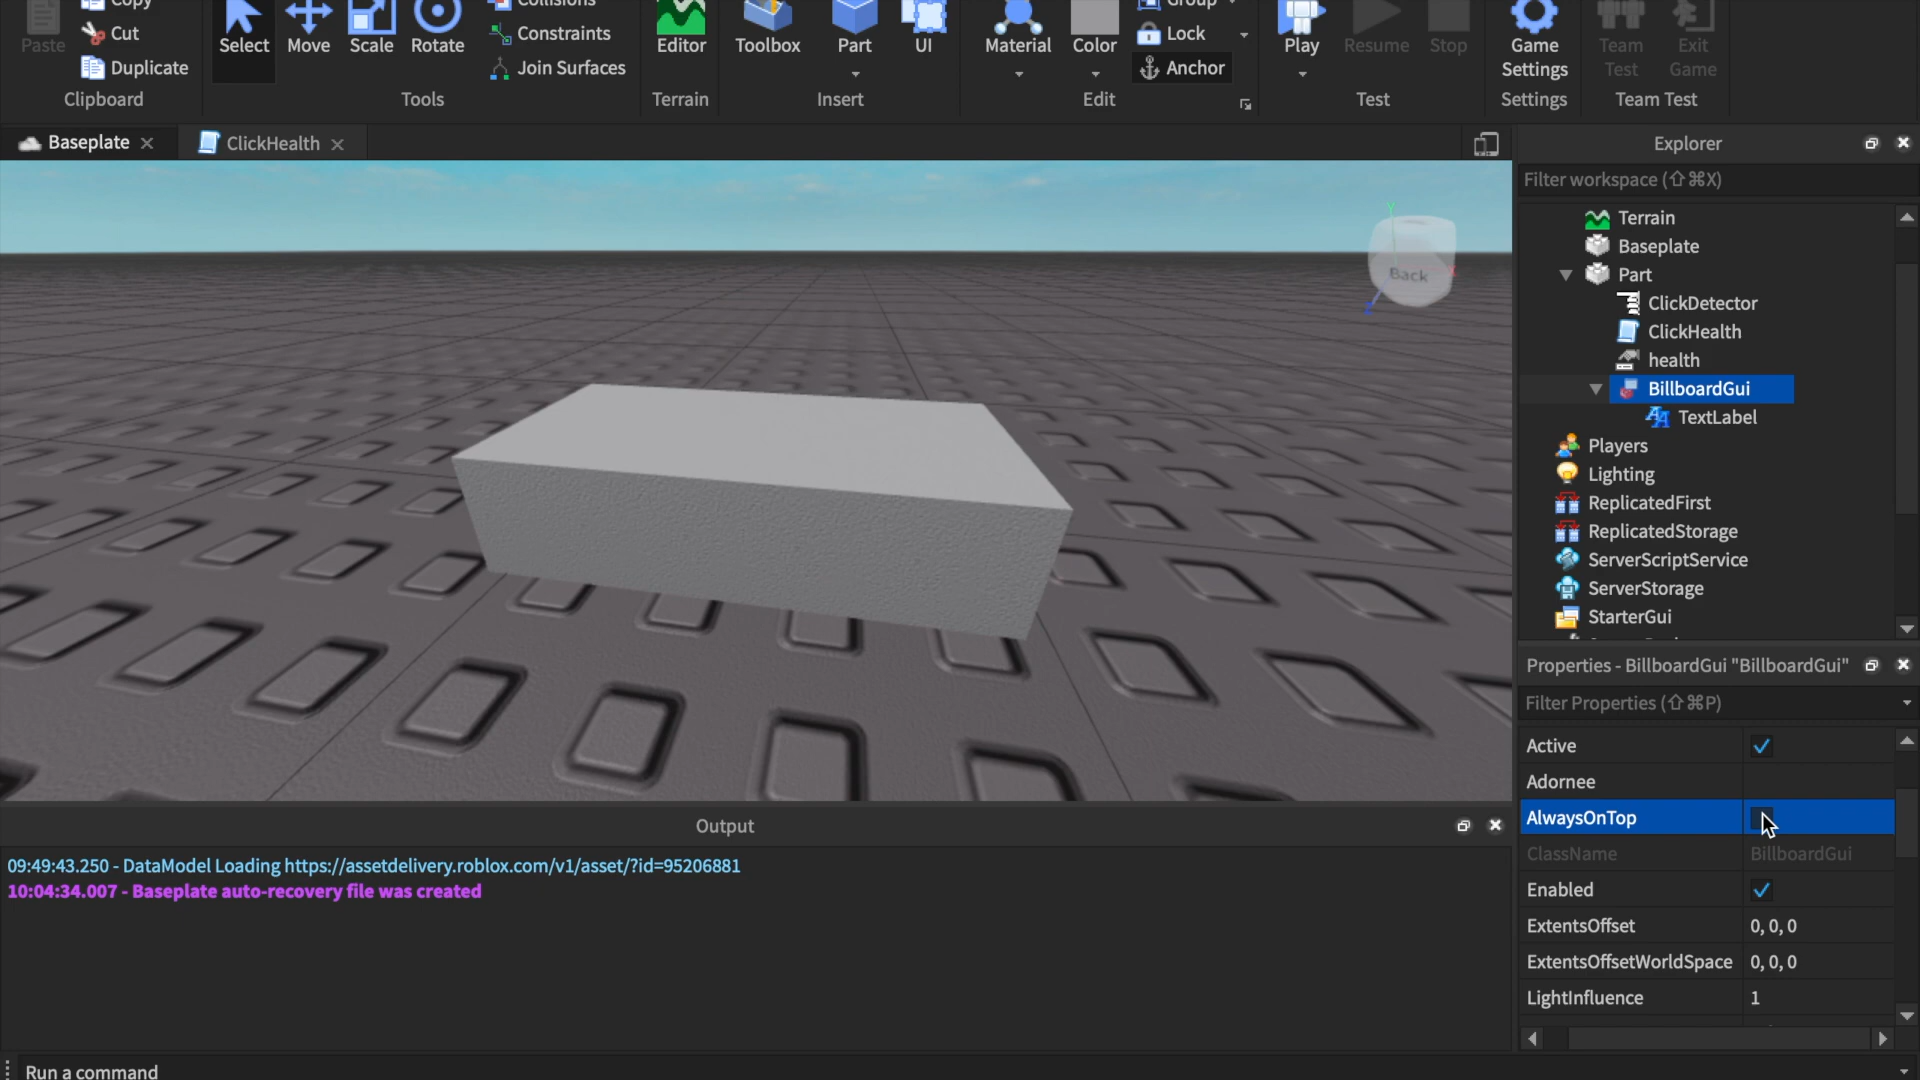 Copy
Group
Collisions
Paste
Cut
Select
Move
Scale
Rotate
Constraints
Editor
Toolbox
Part
UI
Material
Color
Lock
Play
Resume
Stop
Game
Settings
Team
Test
Exit
Game
Duplicate
Join Surfaces
Anchor
Clipboard
Tools
Terrain
Insert
Edit
Test
Settings
Team Test
Baseplate
ClickHealth
Explorer
Filter workspace (⇧⌘X)
Terrain
Baseplate
Part
ClickDetector
ClickHealth
health
BillboardGui
TextLabel
Players
Lighting
ReplicatedFirst
ReplicatedStorage
ServerScriptService
ServerStorage
StarterGui
Back
Properties - BillboardGui "BillboardGui"
Filter Properties (⇧⌘P)
Active
Adornee
AlwaysOnTop
ClassName BillboardGui
Enabled
ExtentsOffset 0, 0, 0
ExtentsOffsetWorldSpace 0, 0, 0
LightInfluence 1
Output
09:49:43.250 - DataModel Loading https://assetdelivery.roblox.com/v1/asset/?id=95206881
10:04:34.007 - Baseplate auto-recovery file was created
Run a command